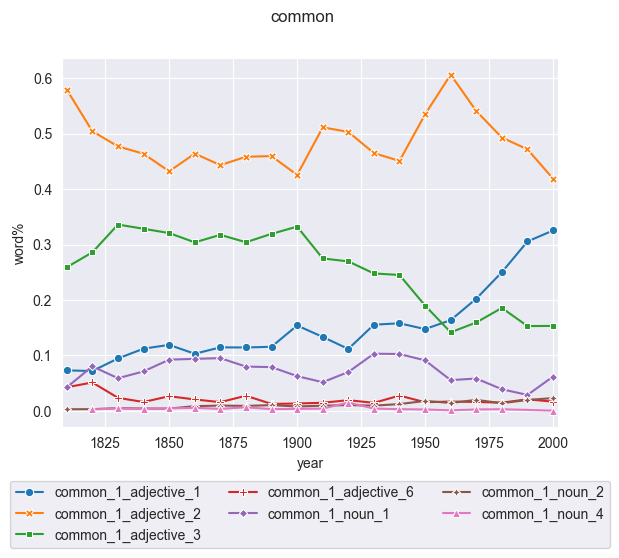 common
0.6
0.5
0.4
0.3
0.2
0.1
0.0
word%
1825 1850 1875 1900 1925 1950 1975 2000
year
common_1_adjective_1 common_1_adjective_6 common_1_noun_2
common_1_adjective_2 common_1_noun_1 common_1_noun_4
common_1_adjective_3